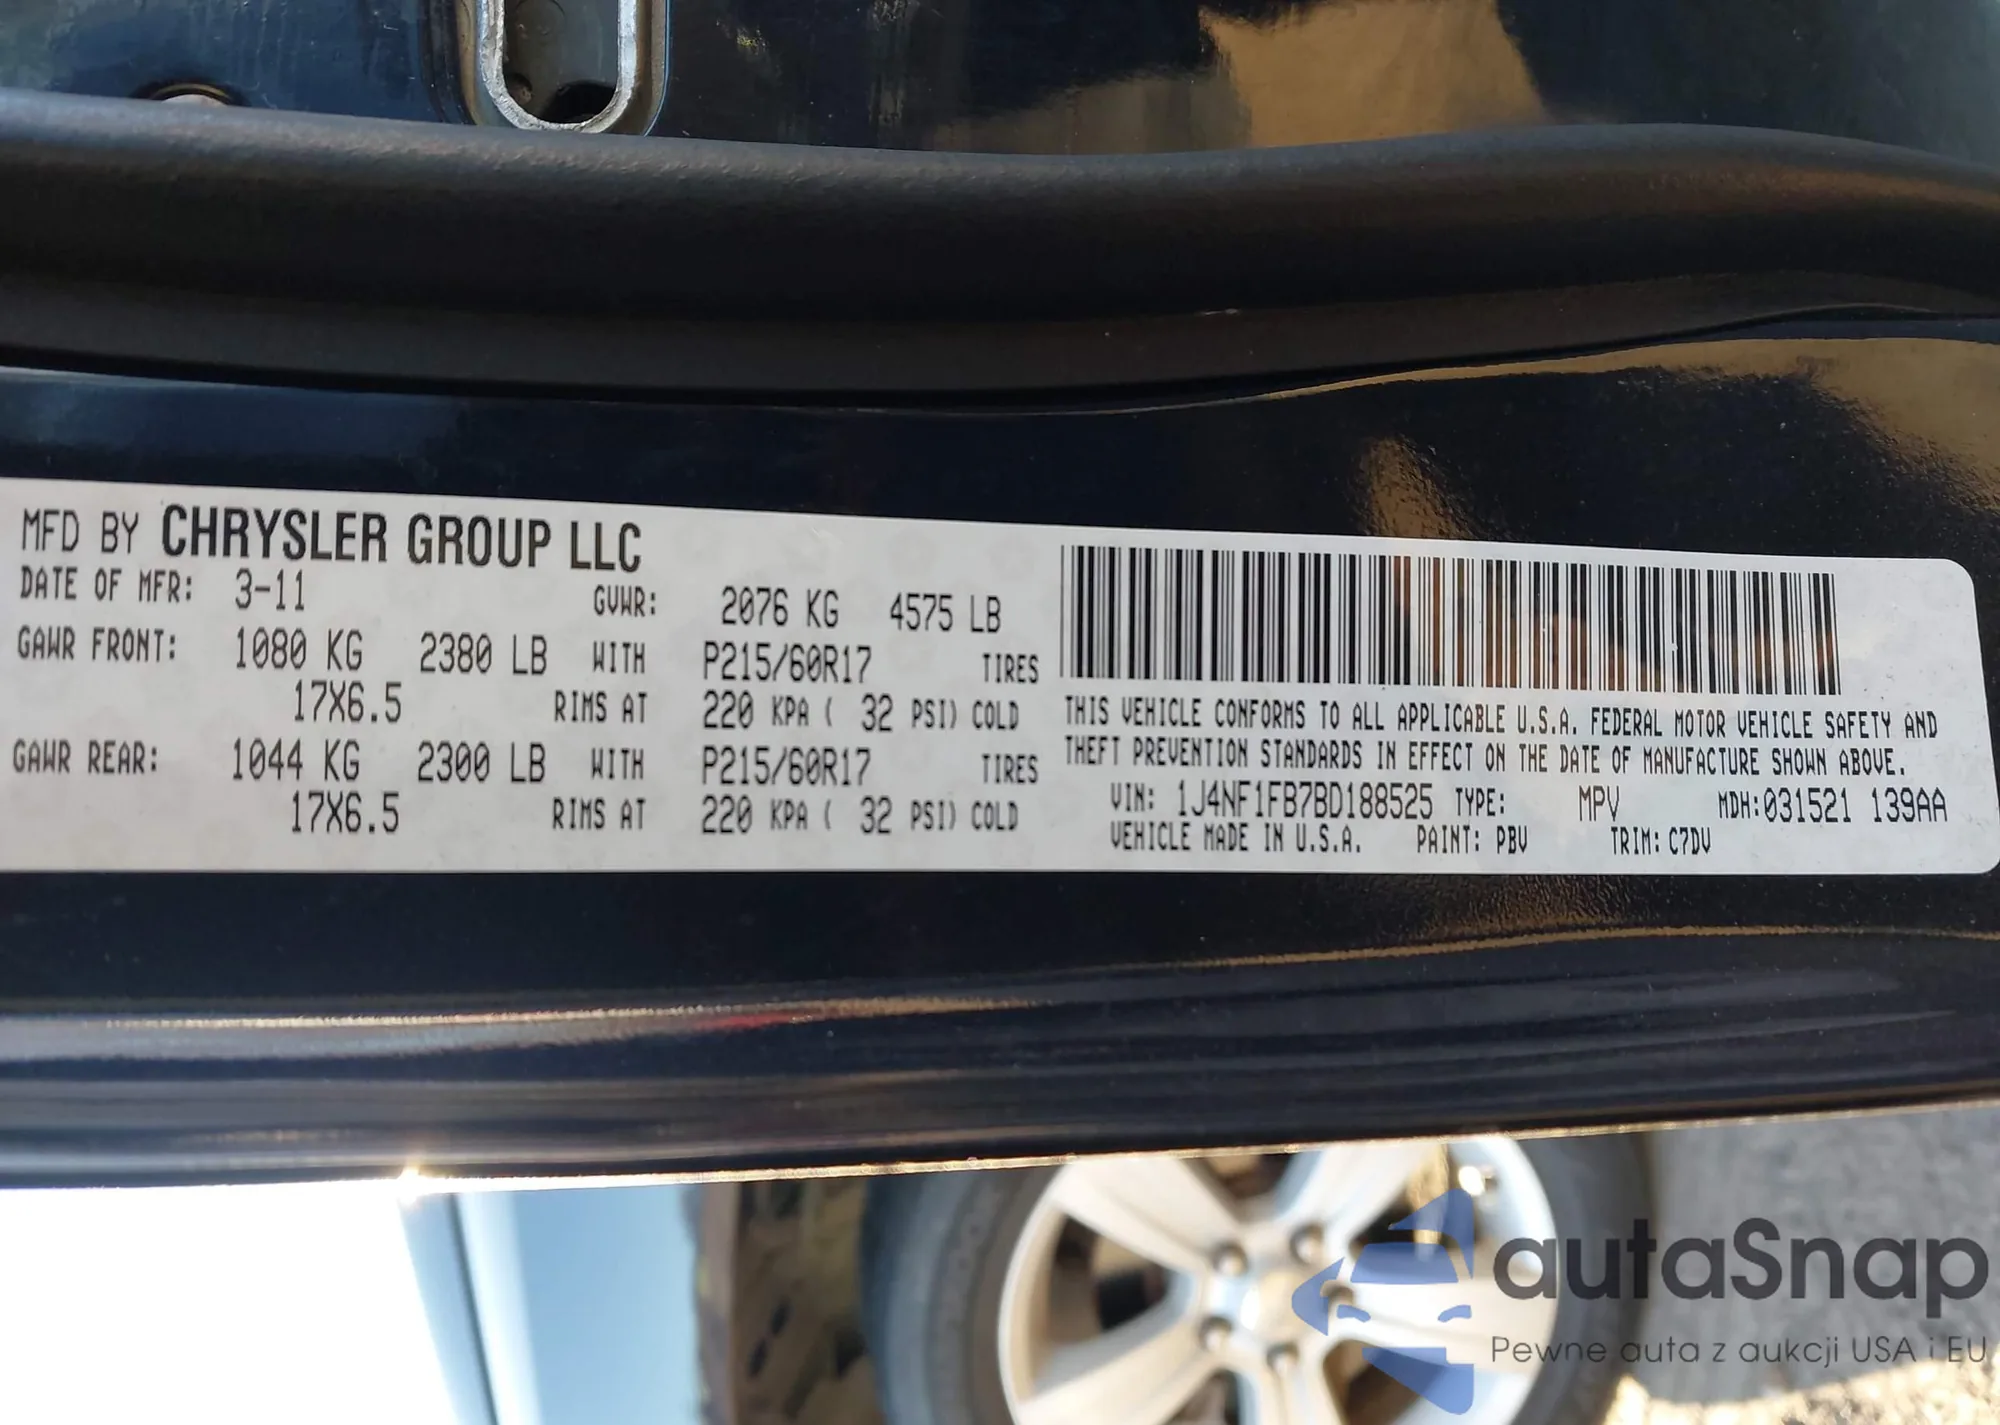 MFD BY CHRYSLER GROUP LLC
DATE OF MFR: 3-11 GVWR: 2076 KG 4575 LB
GAWR FRONT: 1080 KG 2380 LB WITH P215/60R17 TIRES
17X6.5 RIMS AT 220 KPA ( 32 PSI) COLD
GAWR REAR: 1044 KG 2300 LB WITH P215/60R17 TIRES
17X6.5 RIMS AT 220 KPA ( 32 PSI) COLD
THIS VEHICLE CONFORMS TO ALL APPLICABLE U.S.A. FEDERAL MOTOR VEHICLE SAFETY AND
THEFT PREVENTION STANDARDS IN EFFECT ON THE DATE OF MANUFACTURE SHOWN ABOVE.
VIN: 1J4NF1FB7BD188525 TYPE: MPV MDH:031521 139AA
VEHICLE MADE IN U.S.A. PAINT: PBV TRIM: C7DV
autaSnap
Pewne auta z aukcji USA i EU